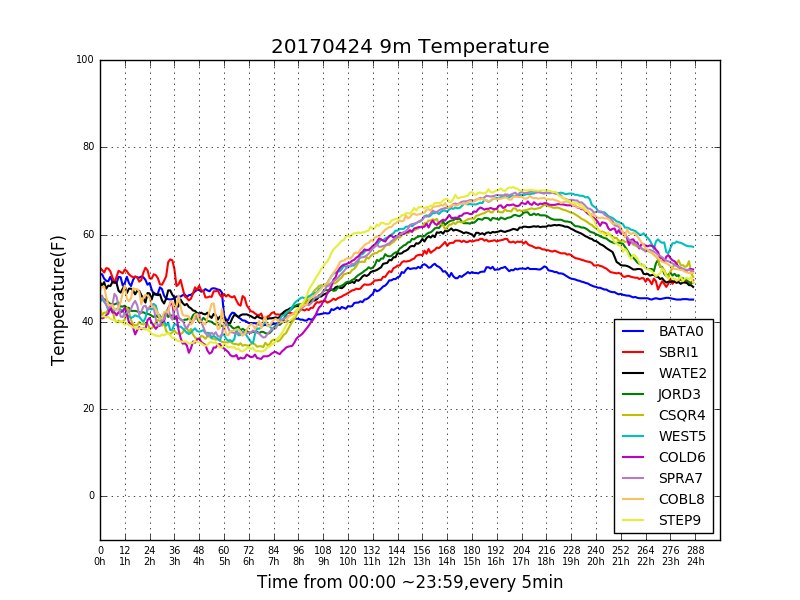 20170424 9m Temperature
100
80
60
40
20
0
Temperature(F)
BATA0
SBRI1
WATE2
JORD3
CSQR4
WEST5
COLD6
SPRA7
COBL8
STEP9
0 12 24 36 48 60 72 84 96 108 120 132 144 156 168 180 192 204 216 228 240 252 264 276 288
0h 1h 2h 3h 4h 5h 6h 7h 8h 9h 10h 11h 12h 13h 14h 15h 16h 17h 18h 19h 20h 21h 22h 23h 24h
Time from 00:00 ~23:59,every 5min